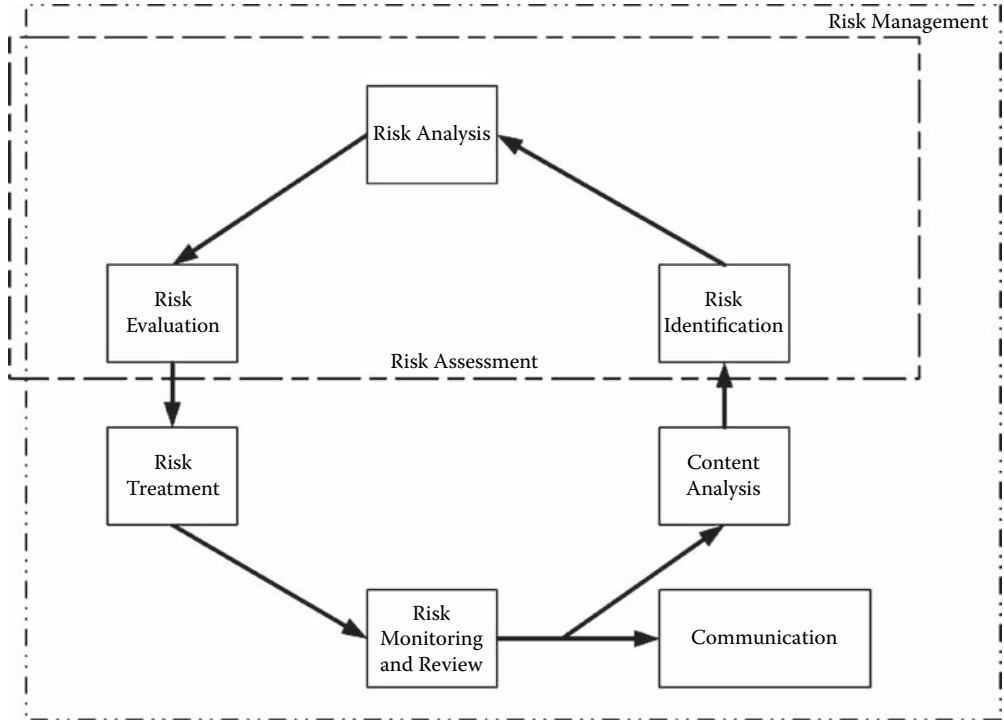 Risk Management
Risk Analysis
Risk
Evaluation
Risk
Identification
Risk Assessment
Risk
Treatment
Content
Analysis
Risk
Monitoring
and Review
Communication